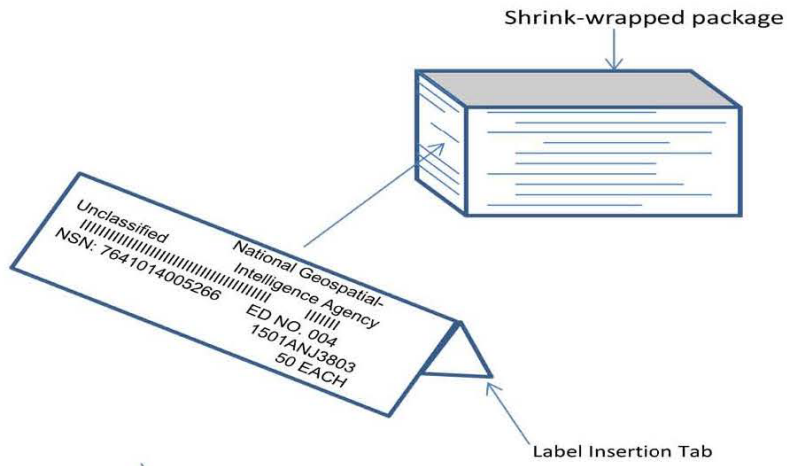 Shrink-wrapped package
Unclassified
NSN: 7641014005266
National Geospatial-
Intelligence Agency
ED NO. 004
1501ANJ3803
50 EACH
Label Insertion Tab